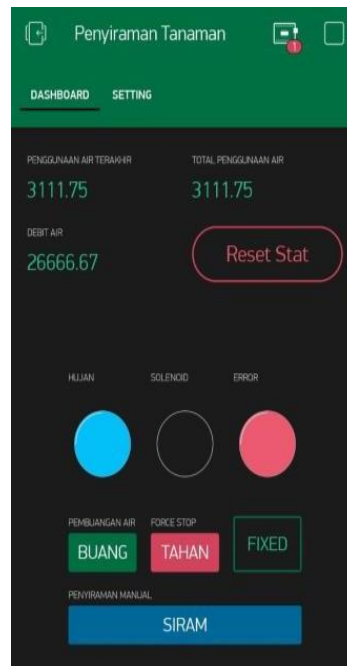 Penyiraman Tanaman
1
DASHBOARD SETTING
PENGGUNAAN AIR TERAKHIR TOTAL PENGGUNAAN AIR
3111.75 3111.75
DEBIT AIR
26666.67
Reset Stat
HUJAN SOLENOID ERROR
PEMBUANGAN AIR FORCE STOP
BUANG TAHAN FIXED
PENYIRAMAN MANUAL
SIRAM